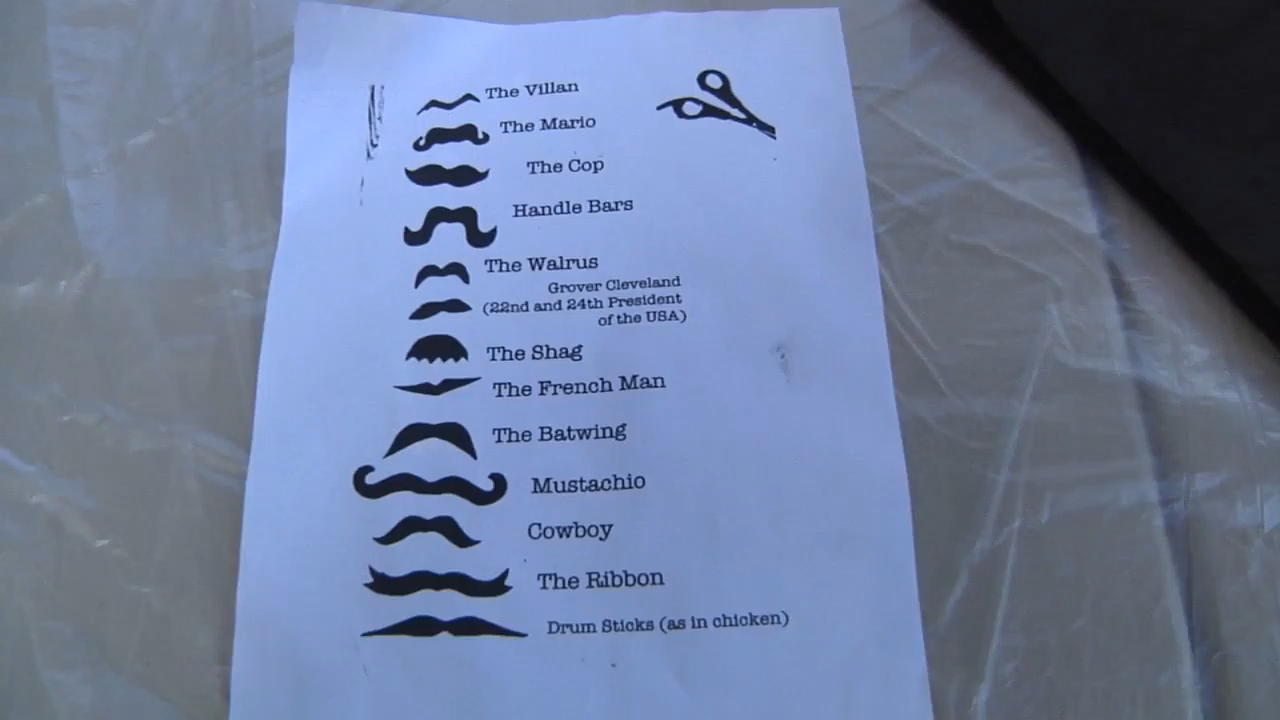 The Villan
The Mario
The Cop
Handle Bars
The Walrus
Grover Cleveland
(22nd and 24th President
of the USA)
The Shag
The French Man
The Batwing
Mustachio
Cowboy
The Ribbon
Drum Sticks (as in chicken)